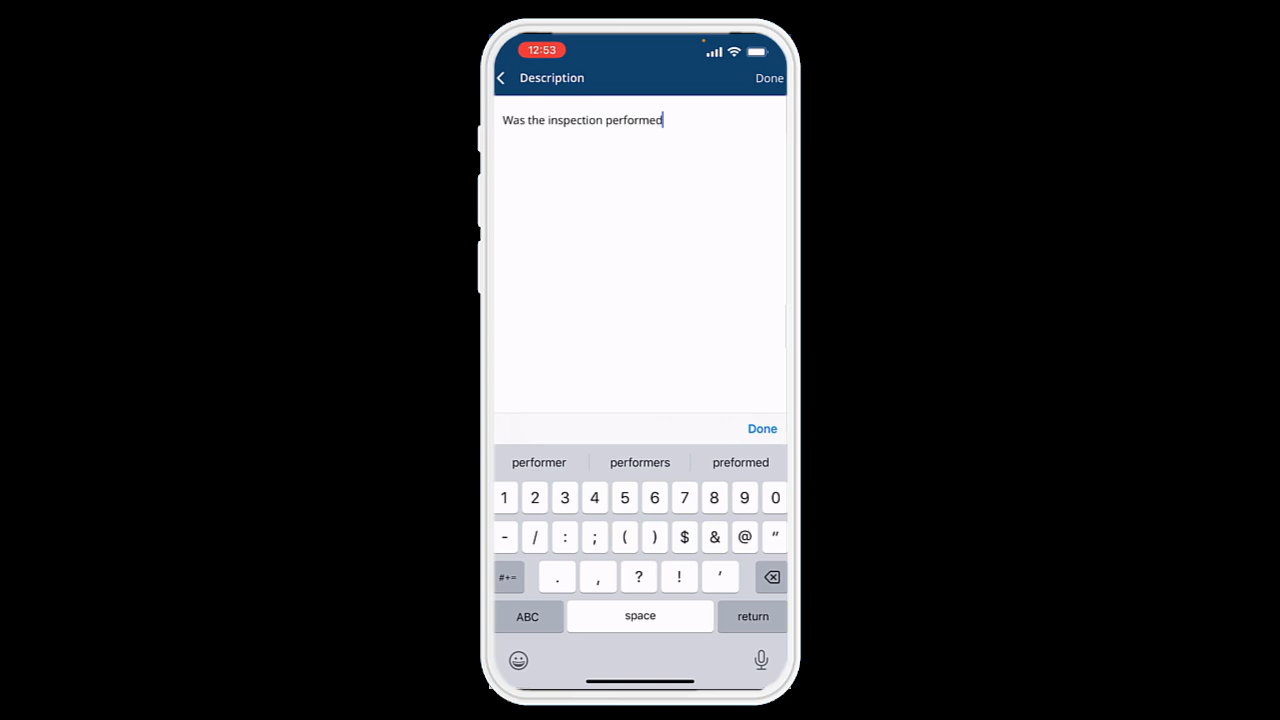 12:53
Description Done
Was the inspection performed
Done
performer performers preformed
1 2 3 4 5 6 7 8 9 0
- / : ; ( ) $ & @ “
#+= . , ? ! ’
ABC space return